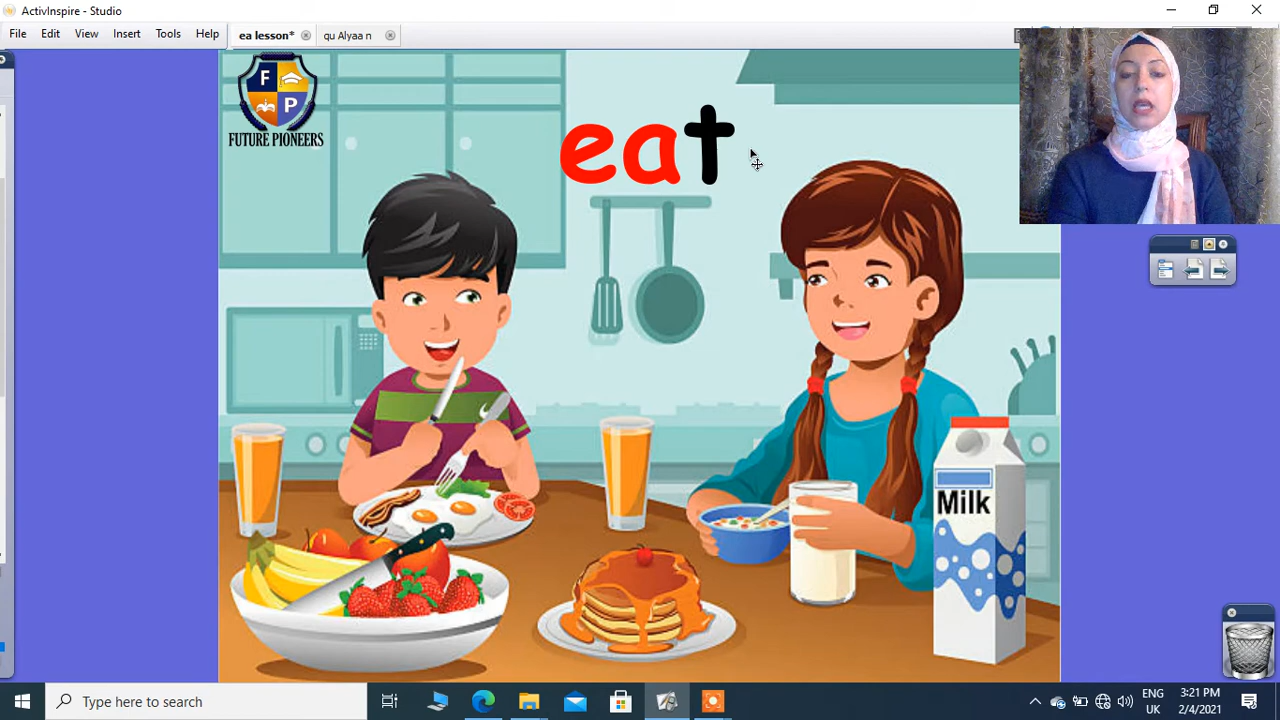 ActivInspire - Studio
File Edit View Insert Tools Help
ea lesson* qu Alyaa n
F
P
FUTURE PIONEERS
eat
Milk
Type here to search
ENG
UK
3:21 PM
2/4/2021